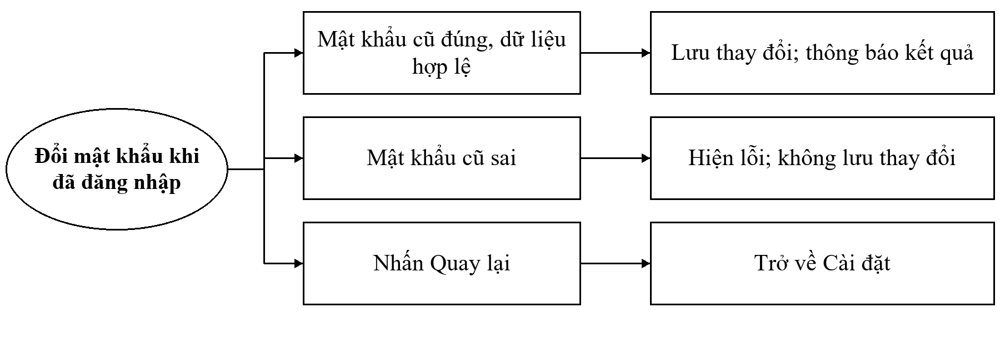 Đổi mật khẩu khi
đã đăng nhập
Mật khẩu cũ đúng, dữ liệu
hợp lệ
Lưu thay đổi; thông báo kết quả
Mật khẩu cũ sai
Hiện lỗi; không lưu thay đổi
Nhấn Quay lại
Trở về Cài đặt